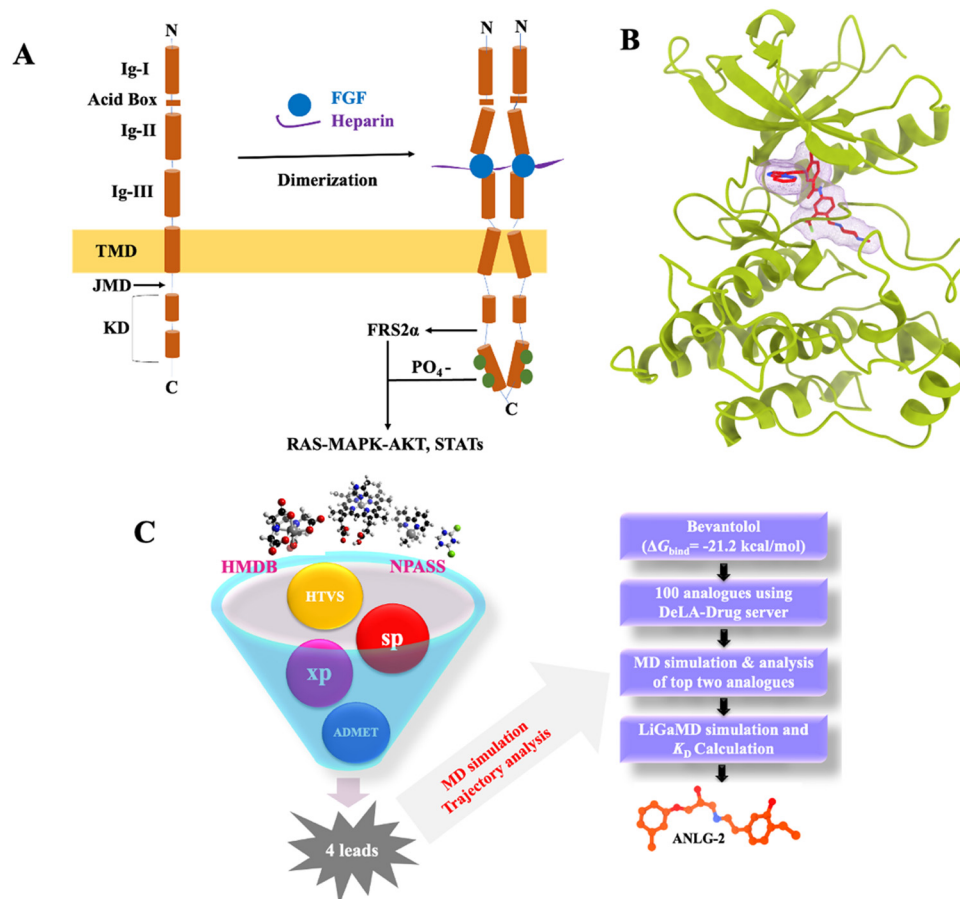 A
N
Ig-I
Acid Box
Ig-II
Ig-III
TMD
JMD
KD
C
FGF
Heparin
Dimerization
N N
FRS2α
PO₄-
C
RAS-MAPK-AKT, STATs
B
C
HMDB
NPASS
HTVS
sp
xp
ADMET
4 leads
MD simulation
Trajectory analysis
Bevantolol
(ΔGbind= -21.2 kcal/mol)
100 analogues using
DeLA-Drug server
MD simulation & analysis
of top two analogues
LiGaMD simulation and
KD Calculation
ANLG-2